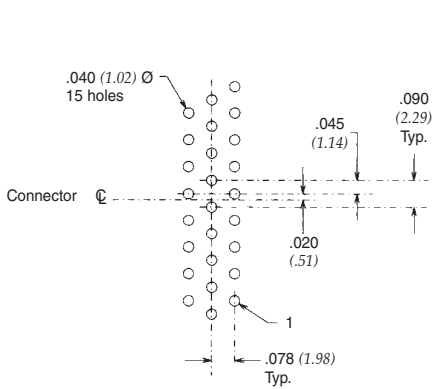 .040 (1.02) Ø
15 holes
.090
(2.29)
Typ.
.045
(1.14)
Connector ℄
.020
(.51)
1
.078 (1.98)
Typ.